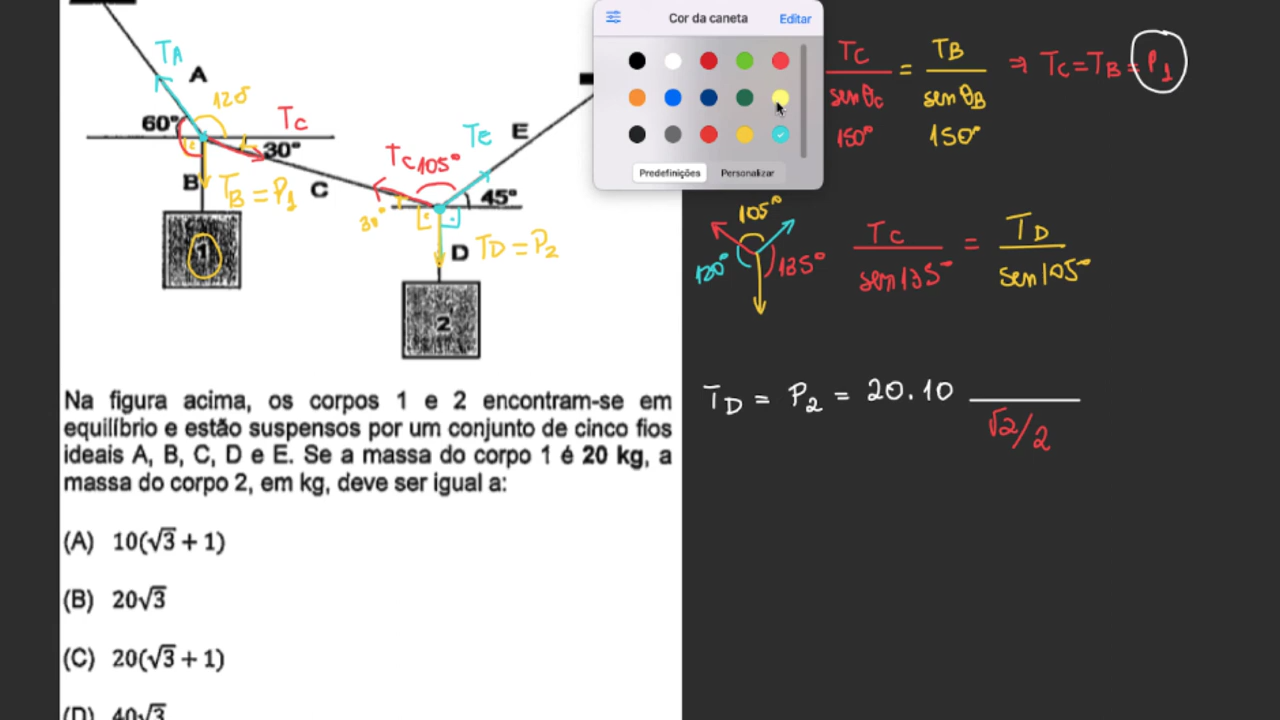 Cor da caneta
Editar
Predefinições
Personalizar
TA
A
120°
60°
TC
30°
B
TB = P1
C
1
TC
105°
TE
E
45°
30°
D
TD = P2
2
TC / sen θC = TB / sen θB ⇒ TC = TB = P1
150°
150°
105°
120°
135°
TC / sen 135° = TD / sen 105°
TD = P2 = 20.10
√2/2
Na figura acima, os corpos 1 e 2 encontram-se em
equilíbrio e estão suspensos por um conjunto de cinco fios
ideais A, B, C, D e E. Se a massa do corpo 1 é 20 kg, a
massa do corpo 2, em kg, deve ser igual a:
(A) 10(√3 + 1)
(B) 20√3
(C) 20(√3 + 1)
(D) 40√3